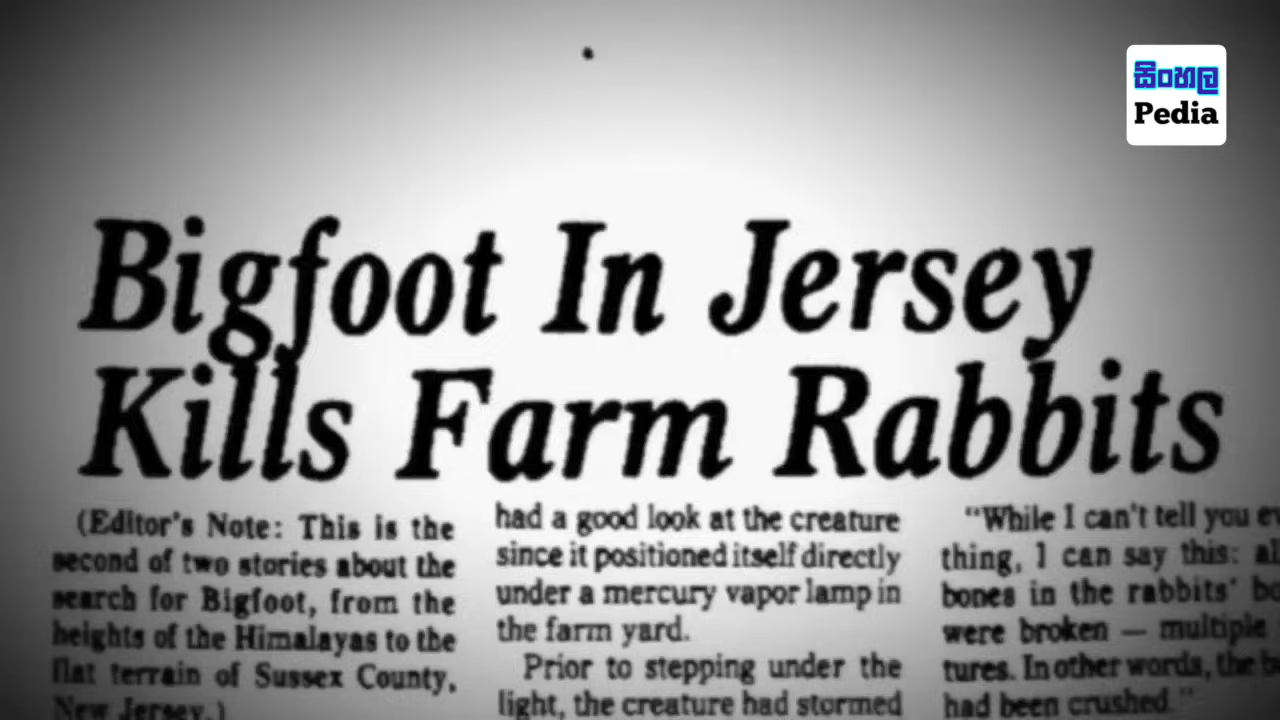 සිංහල
Pedia
Bigfoot In Jersey
Kills Farm Rabbits
(Editor's Note: This is the
second of two stories about the
search for Bigfoot, from the
heights of the Himalayas to the
flat terrain of Sussex County,
New Jersey.)
had a good look at the creature
since it positioned itself directly
under a mercury vapor lamp in
the farm yard.
Prior to stepping under the
light, the creature had stormed
"While I can't tell you
thing, I can say this:
bones in the rabbits'
were broken — multiple
In other words, the
had been crushed."